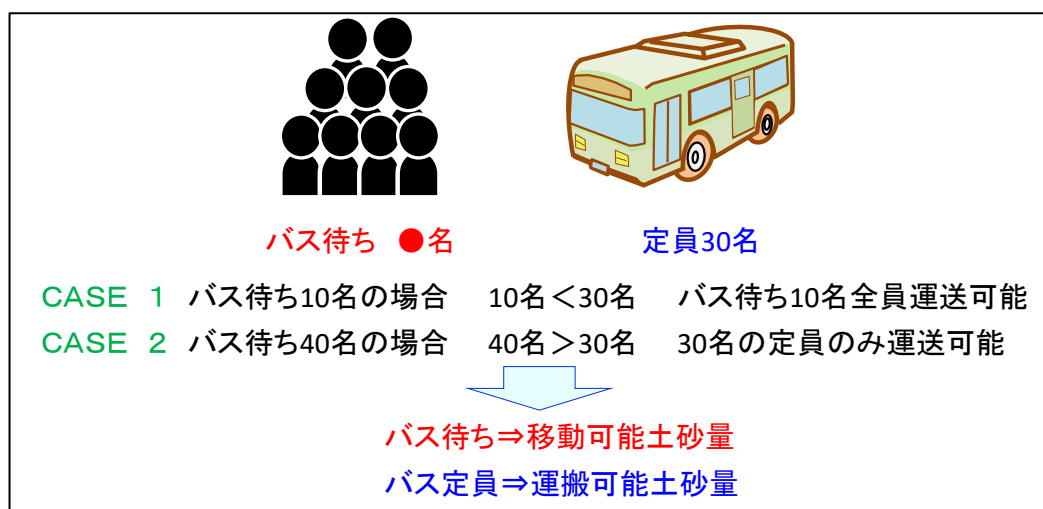 バス待ち ●名
定員30名
CASE 1 バス待ち10名の場合 10名＜30名 バス待ち10名全員運送可能
CASE 2 バス待ち40名の場合 40名＞30名 30名の定員のみ運送可能
バス待ち⇒移動可能土砂量
バス定員⇒運搬可能土砂量